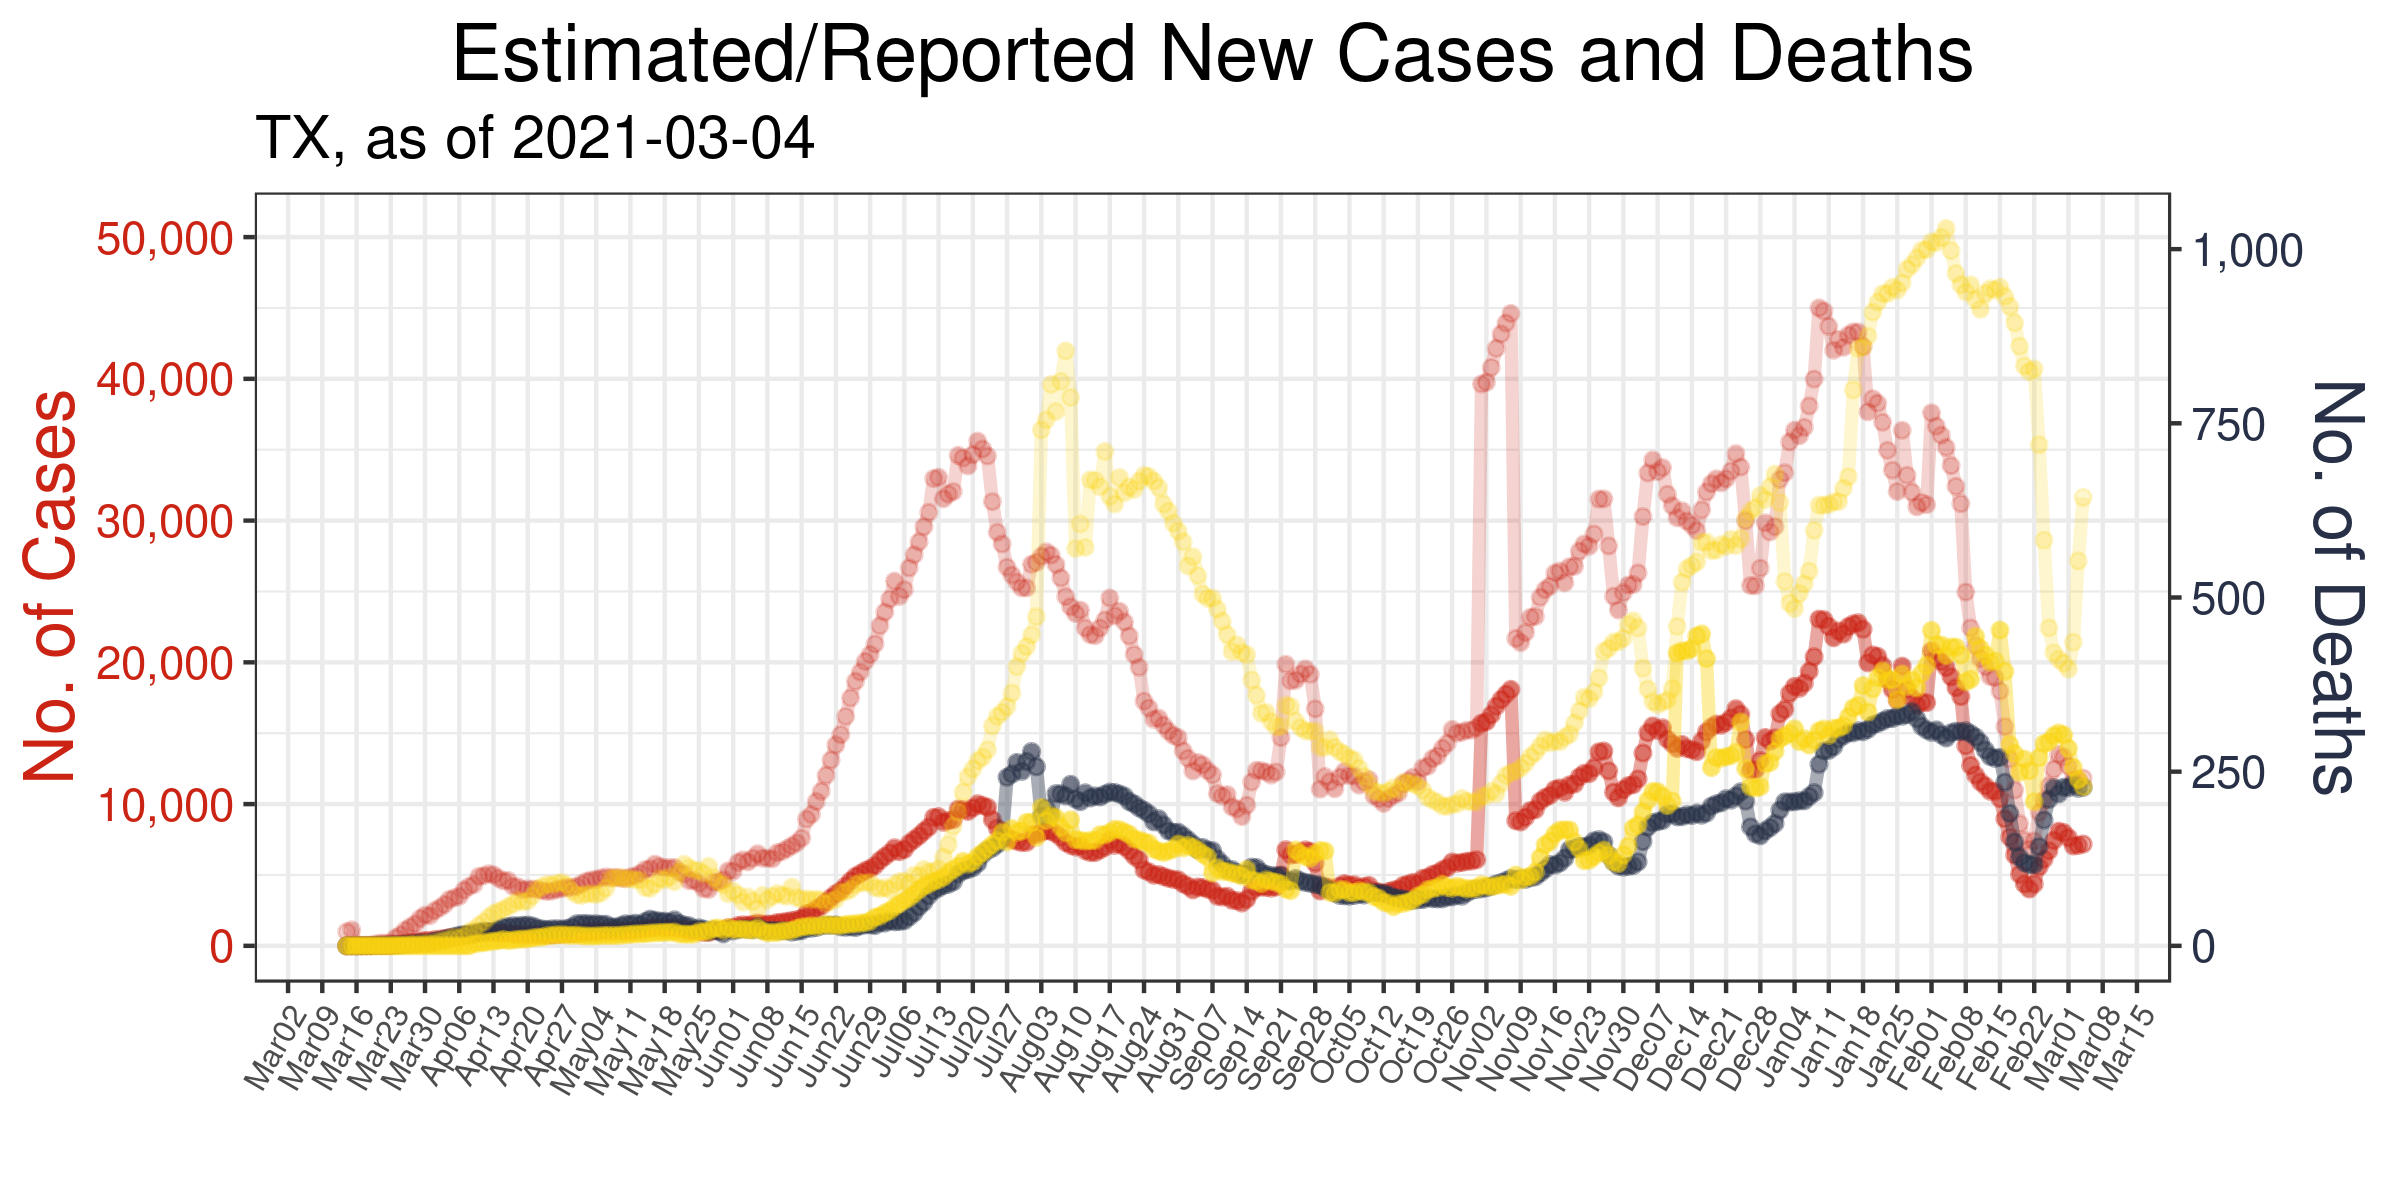 Estimated/Reported New Cases and Deaths
TX, as of 2021-03-04
No. of Cases
50,000
40,000
30,000
20,000
10,000
0
No. of Deaths
1,000
750
500
250
0
Mar02
Mar09
Mar16
Mar23
Mar30
Apr06
Apr13
Apr20
Apr27
May04
May11
May18
May25
Jun01
Jun08
Jun15
Jun22
Jun29
Jul06
Jul13
Jul20
Jul27
Aug03
Aug10
Aug17
Aug24
Aug31
Sep07
Sep14
Sep21
Sep28
Oct05
Oct12
Oct19
Oct26
Nov02
Nov09
Nov16
Nov23
Nov30
Dec07
Dec14
Dec21
Dec28
Jan04
Jan11
Jan18
Jan25
Feb01
Feb08
Feb15
Feb22
Mar01
Mar08
Mar15